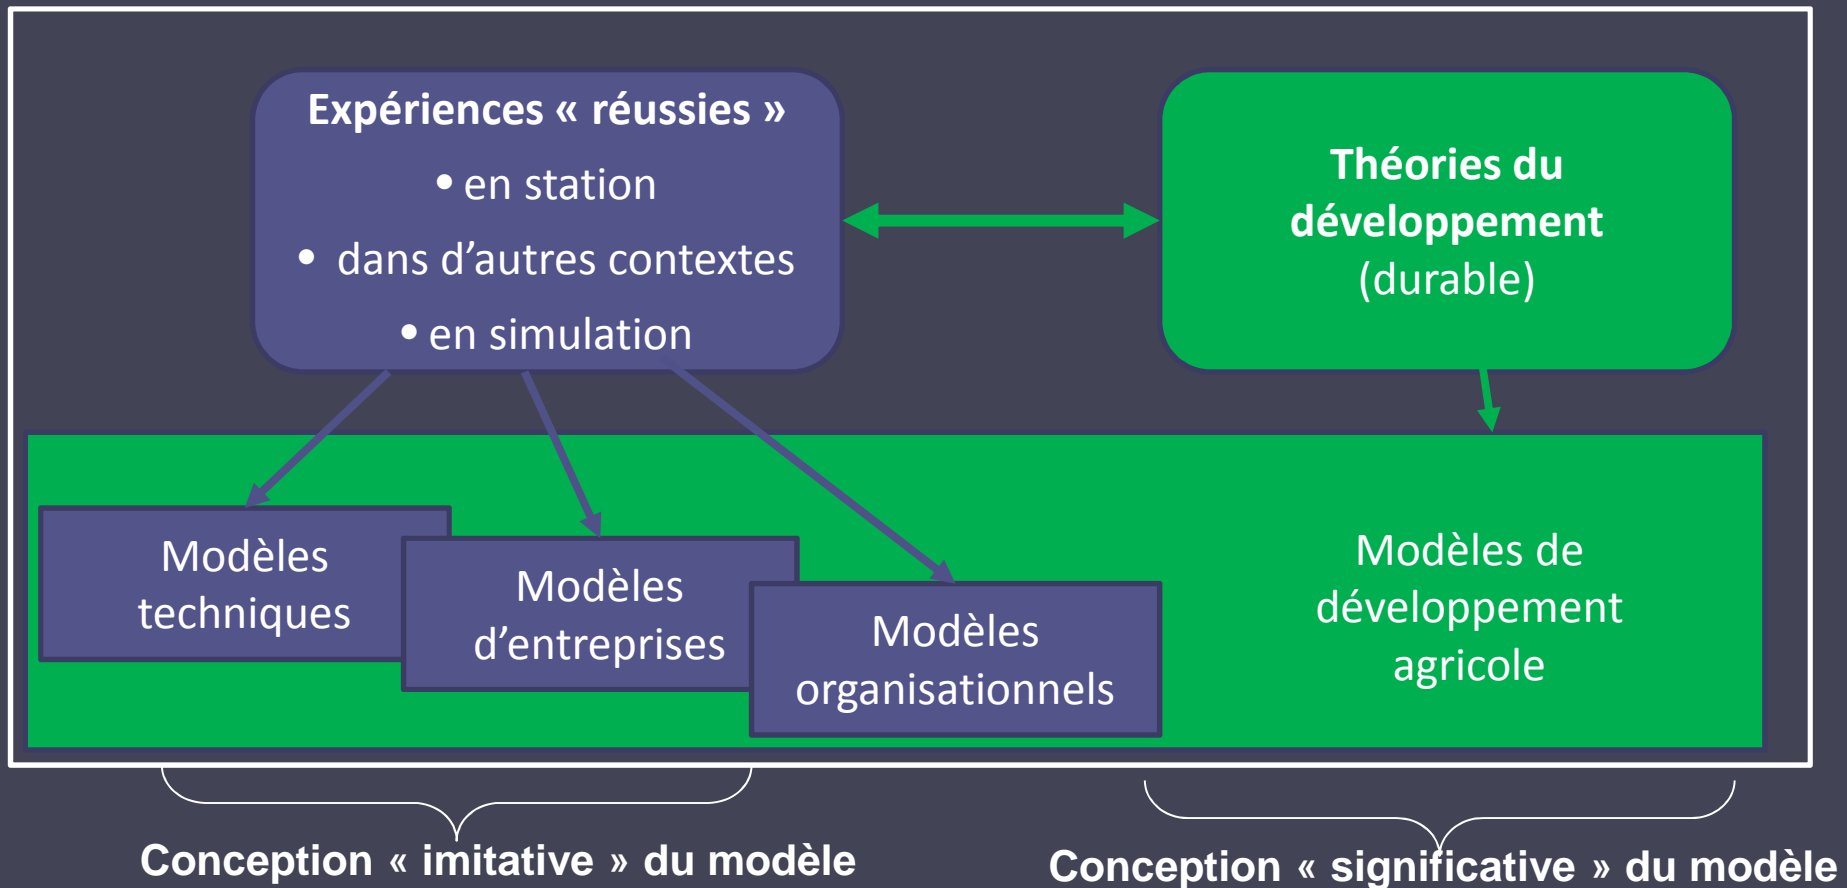 Expériences « réussies »
• en station
• dans d’autres contextes
• en simulation
Théories du
développement
(durable)
Modèles
techniques
Modèles
d’entreprises
Modèles
organisationnels
Modèles de
développement
agricole
Conception « imitative » du modèle
Conception « significative » du modèle